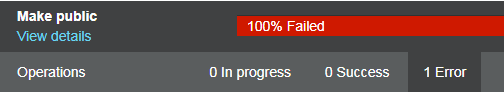 Make public
100% Failed
View details
Operations 0 In progress 0 Success 1 Error